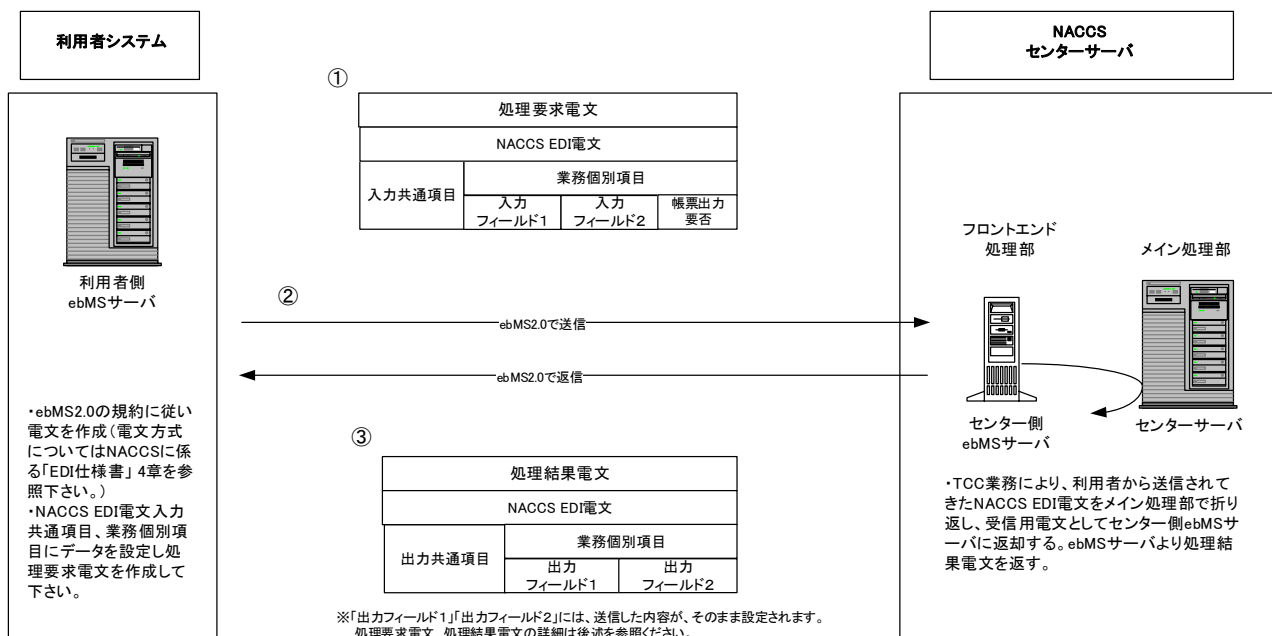 利用者システム
NACCS
センターサーバ
①
処理要求電文
NACCS EDI電文
入力共通項目
業務個別項目
入力
フィールド1
入力
フィールド2
帳票出力
要否
利用者側
ebMSサーバ
フロントエンド
処理部
メイン処理部
②
ebMS2.0で送信
ebMS2.0で返信
センター側
ebMSサーバ
センターサーバ
・ebMS2.0の規約に従い
電文を作成(電文方式
についてはNACCSに係
る「EDI仕様書」 4章を参
照下さい。)
・NACCS EDI電文入力
共通項目、業務個別項
目にデータを設定し処
理要求電文を作成して
下さい。
③
処理結果電文
NACCS EDI電文
出力共通項目
業務個別項目
出力
フィールド1
出力
フィールド2
※「出力フィールド1」「出力フィールド2」には、送信した内容が、そのまま設定されます。
処理要求電文、処理結果電文の詳細は後述を参照ください。
・TCC業務により、利用者から送信されて
きたNACCS EDI電文をメイン処理部で折り
返し、受信用電文としてセンター側ebMSサ
ーバに返却する。ebMSサーバより処理結
果電文を返す。